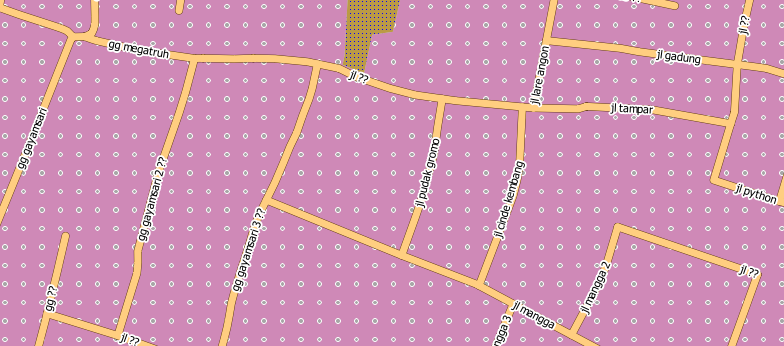 jl ??
gg megatruh
jl gadung
jl ??
jl lare angon
jl tampar
gg gayamsari
jl pudak gromo
gg gayamsari 2 ??
jl cinde kembang
jl python
gg gayamsari 3 ??
jl ??
jl mangga 2
gg ??
jl mangga
ngga 3
jl ??